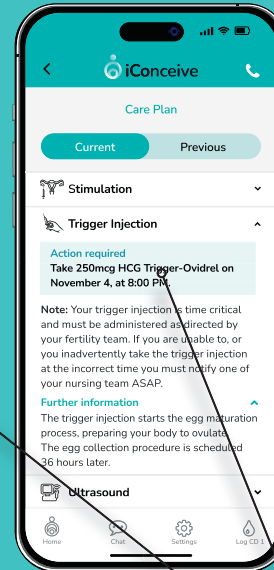 iConceive
Care Plan
Current Previous
Stimulation
Trigger Injection
Action required
Take 250mcg HCG Trigger-Ovidrel on
November 4, at 8:00 PM.
Note: Your trigger injection is time critical
and must be administered as directed by
your fertility team. If you are unable to, or
you inadvertently take the trigger injection
at the incorrect time you must notify one of
your nursing team ASAP.
Further information
The trigger injection starts the egg maturation
process, preparing your body to ovulate.
The egg collection procedure is scheduled
36 hours later.
Ultrasound
Home Chat Settings Log CD 1